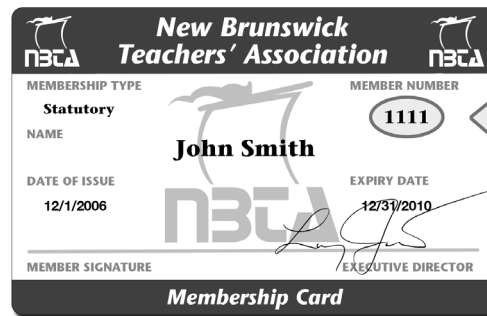 New Brunswick
Teachers' Association
NBTA
NBTA
MEMBERSHIP TYPE
MEMBER NUMBER
Statutory
1111
NAME
John Smith
DATE OF ISSUE
EXPIRY DATE
12/1/2006
12/31/2010
NBTA
MEMBER SIGNATURE
EXECUTIVE DIRECTOR
Membership Card